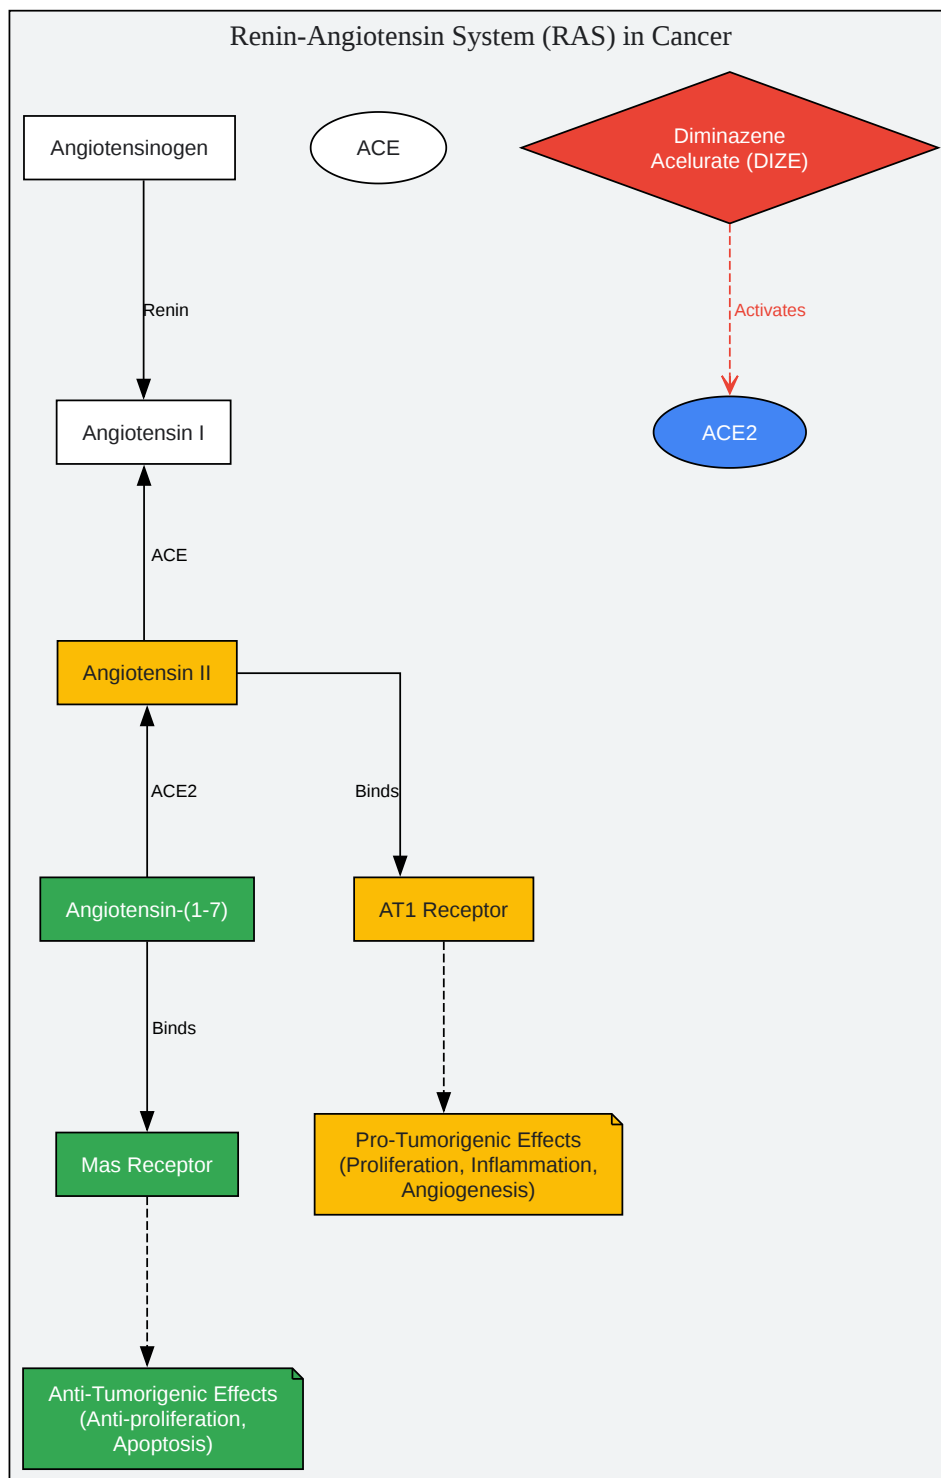 Renin-Angiotensin System (RAS) in Cancer
Angiotensinogen
ACE
Diminazene
Acelurate (DIZE)
Renin
Activates
Angiotensin I
ACE2
ACE
Angiotensin II
ACE2
Binds
Angiotensin-(1-7)
AT1 Receptor
Binds
Mas Receptor
Pro-Tumorigenic Effects
(Proliferation, Inflammation,
Angiogenesis)
Anti-Tumorigenic Effects
(Anti-proliferation,
Apoptosis)